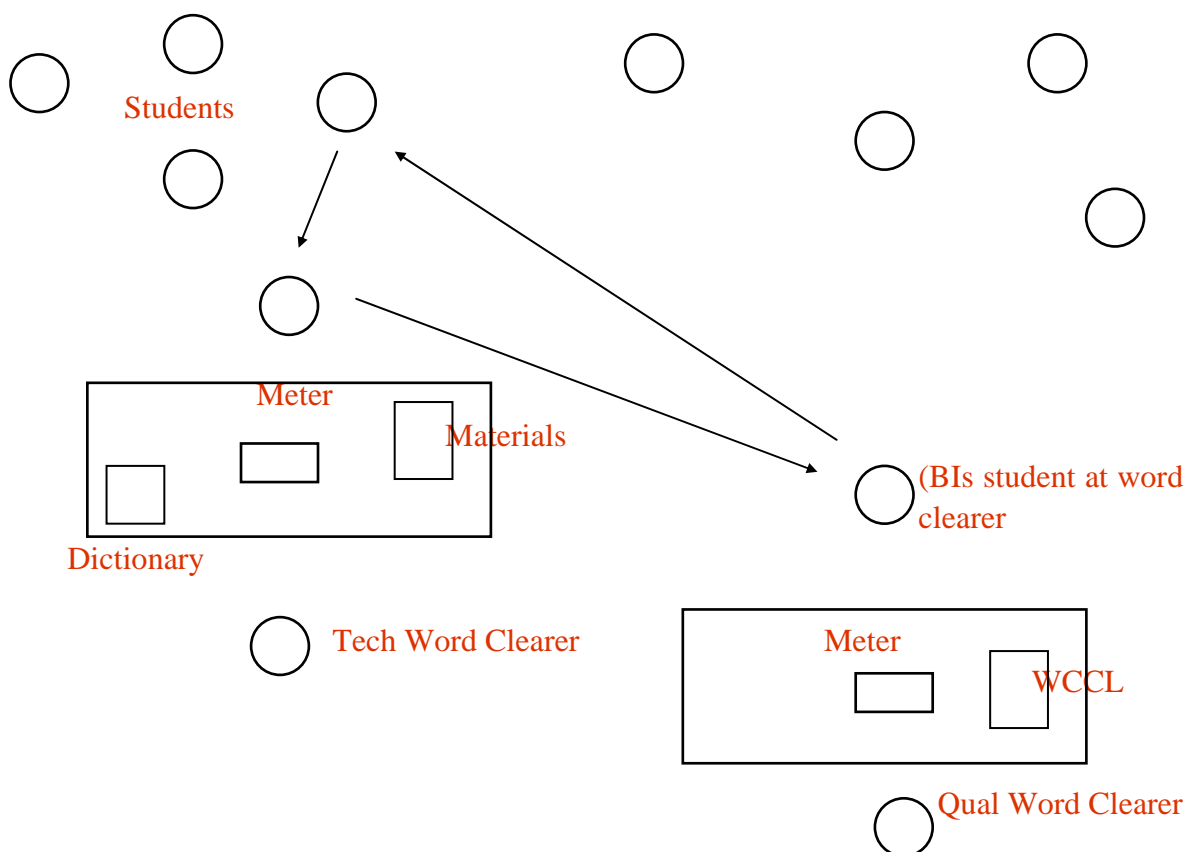 Students
Meter
Materials
(BIs student at word
clearer
Dictionary
Tech Word Clearer
Meter
WCCL
Qual Word Clearer